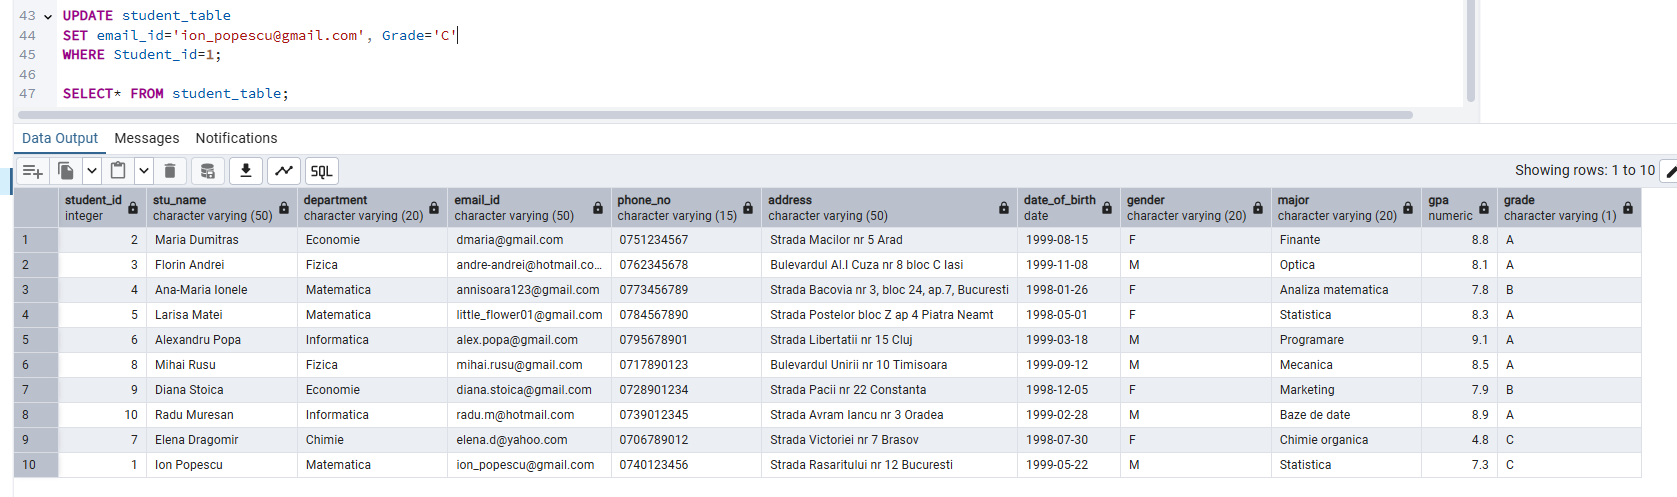 43 UPDATE student_table
44 SET email_id='ion_popescu@gmail.com', Grade='C'
45 WHERE Student_id=1;
46
47 SELECT* FROM student_table;
Data Output Messages Notifications
SQL Showing rows: 1 to 10
student_id stu_name department email_id phone_no address date_of_birth gender major gpa grade
integer character varying (50) character varying (20) character varying (50) character varying (15) character varying (50) date character varying (20) character varying (20) numeric character varying (1)
1 2 Maria Dumitras Economie dmaria@gmail.com 0751234567 Strada Macilor nr 5 Arad 1999-08-15 F Finante 8.8 A
2 3 Florin Andrei Fizica andre-andrei@hotmail.co... 0762345678 Bulevardul Al.I Cuza nr 8 bloc C Iasi 1999-11-08 M Optica 8.1 A
3 4 Ana-Maria Ionele Matematica annisoara123@gmail.com 0773456789 Strada Bacovia nr 3, bloc 24, ap.7, Bucuresti 1998-01-26 F Analiza matematica 7.8 B
4 5 Larisa Matei Matematica little_flower01@gmail.com 0784567890 Strada Postelor bloc Z ap 4 Piatra Neamt 1998-05-01 F Statistica 8.3 A
5 6 Alexandru Popa Informatica alex.popa@gmail.com 0795678901 Strada Libertatii nr 15 Cluj 1999-03-18 M Programare 9.1 A
6 8 Mihai Rusu Fizica mihai.rusu@gmail.com 0717890123 Bulevardul Unirii nr 10 Timisoara 1999-09-12 M Mecanica 8.5 A
7 9 Diana Stoica Economie diana.stoica@gmail.com 0728901234 Strada Pacii nr 22 Constanta 1998-12-05 F Marketing 7.9 B
8 10 Radu Muresan Informatica radu.m@hotmail.com 0739012345 Strada Avram Iancu nr 3 Oradea 1999-02-28 M Baze de date 8.9 A
9 7 Elena Dragomir Chimie elena.d@yahoo.com 0706789012 Strada Victoriei nr 7 Brasov 1998-07-30 F Chimie organica 4.8 C
10 1 Ion Popescu Matematica ion_popescu@gmail.com 0740123456 Strada Rasaritului nr 12 Bucuresti 1999-05-22 M Statistica 7.3 C